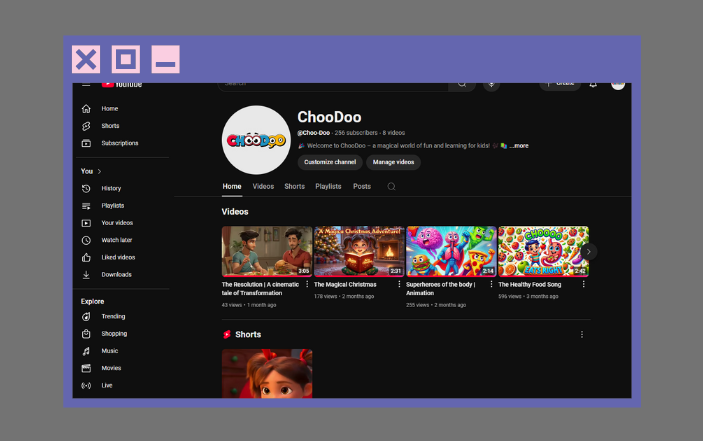 YouTube
Search
Create
Home
Shorts
Subscriptions
You
History
Playlists
Your videos
Watch later
Liked videos
Downloads
Explore
Trending
Shopping
Music
Movies
Live
CHOODOO
ChooDoo
@Choo-Doo · 256 subscribers · 8 videos
Welcome to ChooDoo – a magical world of fun and learning for kids! ...more
Customize channel Manage videos
Home Videos Shorts Playlists Posts
Videos
A Magical Christmas Adventure!
CHOODO
3:05
2:31
2:14
2:42
The Resolution | A cinematic
tale of Transformation
43 views · 1 month ago
The Magical Christmas
178 views · 2 months ago
Superheroes of the body |
Animation
255 views · 2 months ago
The Healthy Food Song
596 views · 3 months ago
Shorts